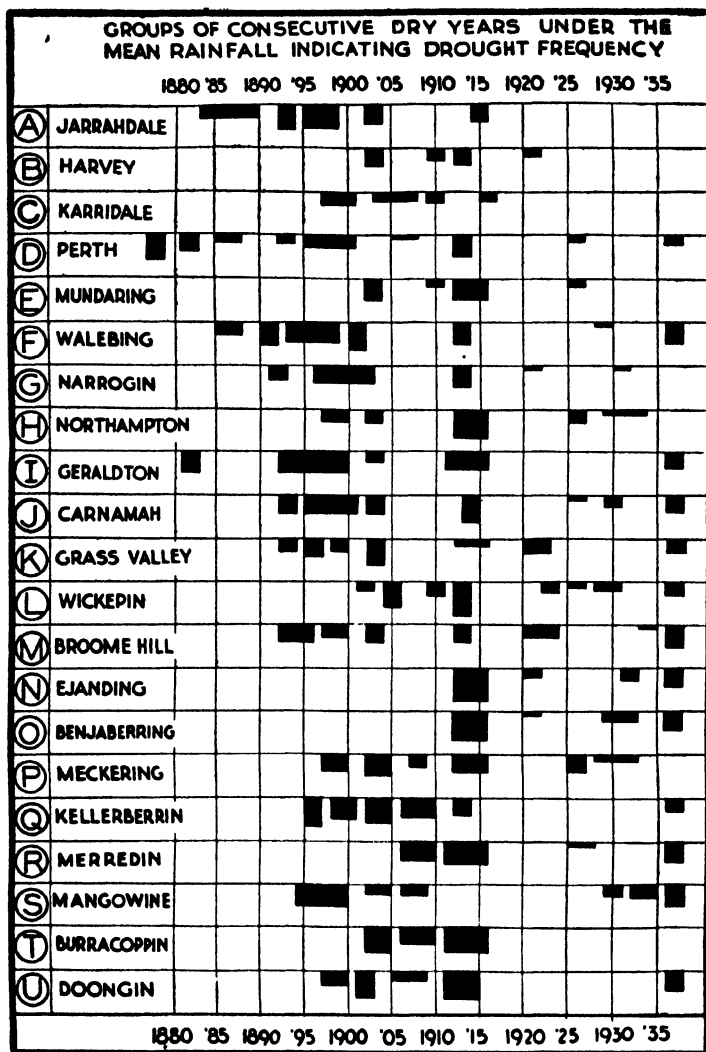 GROUPS OF CONSECUTIVE DRY YEARS UNDER THE
MEAN RAINFALL INDICATING DROUGHT FREQUENCY
1880 '85 1890 '95 1900 '05 1910 '15 1920 '25 1930 '35
A JARRAHDALE
B HARVEY
C KARRIDALE
D PERTH
E MUNDARING
F WALEBING
G NARROGIN
H NORTHAMPTON
I GERALDTON
J CARNAMAH
K GRASS VALLEY
L WICKEPIN
M BROOME HILL
N EJANDING
O BENJABERRING
P MECKERING
Q KELLERBERRIN
R MERREDIN
S MANGOWINE
T BURRACOPPIN
U DOONGIN
1880 '85 1890 '95 1900 '05 1910 '15 1920 '25 1930 '35